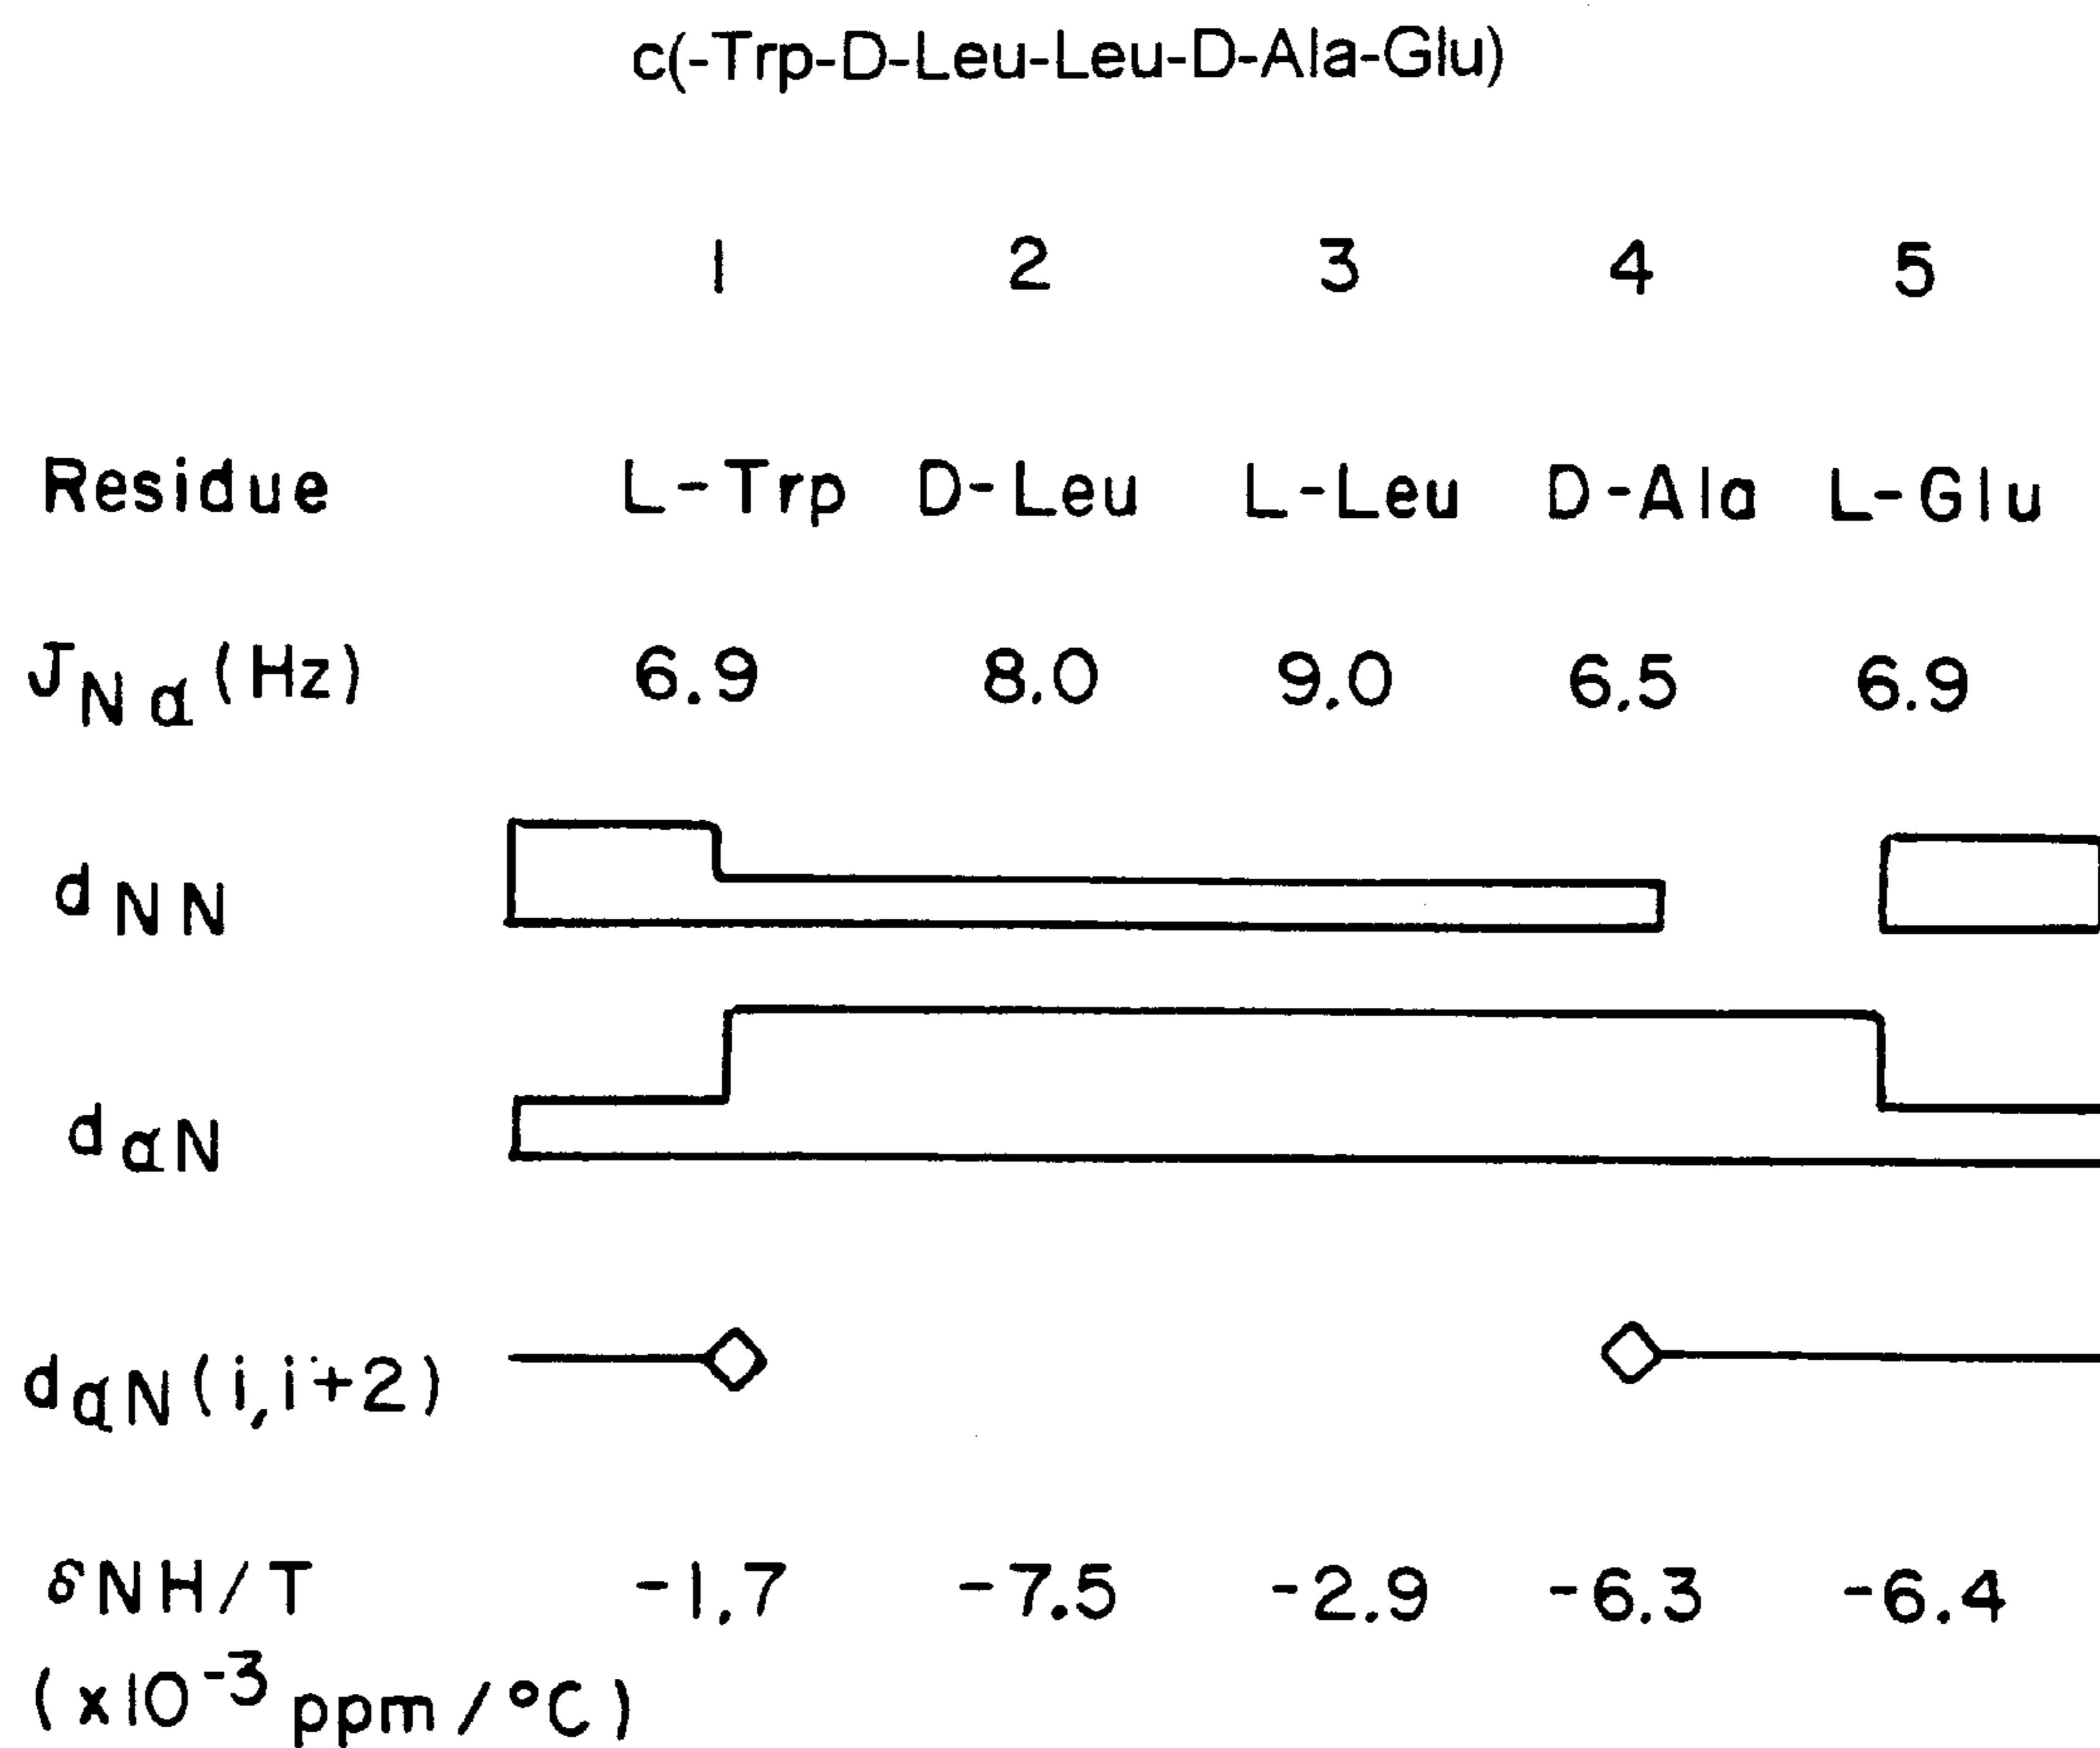 c(-Trp-D-Leu-Leu-D-Ala-Glu)
1 2 3 4 5
Residue L-Trp D-Leu L-Leu D-Ala L-Glu
JNα(Hz) 6.9 8.0 9.0 6.5 6.9
dNN
dαN
dαN(i,i+2)
δNH/T -1.7 -7.5 -2.9 -6.3 -6.4
(x10-3 ppm/°C)